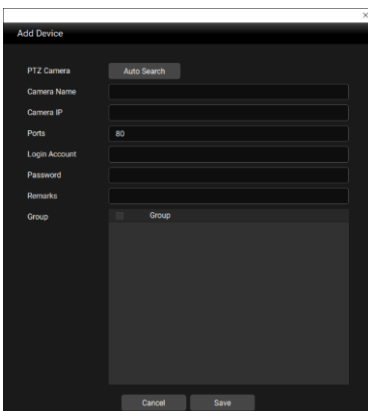 Add Device
PTZ Camera Auto Search
Camera Name
Camera IP
Ports 80
Login Account
Password
Remarks
Group Group
Cancel Save